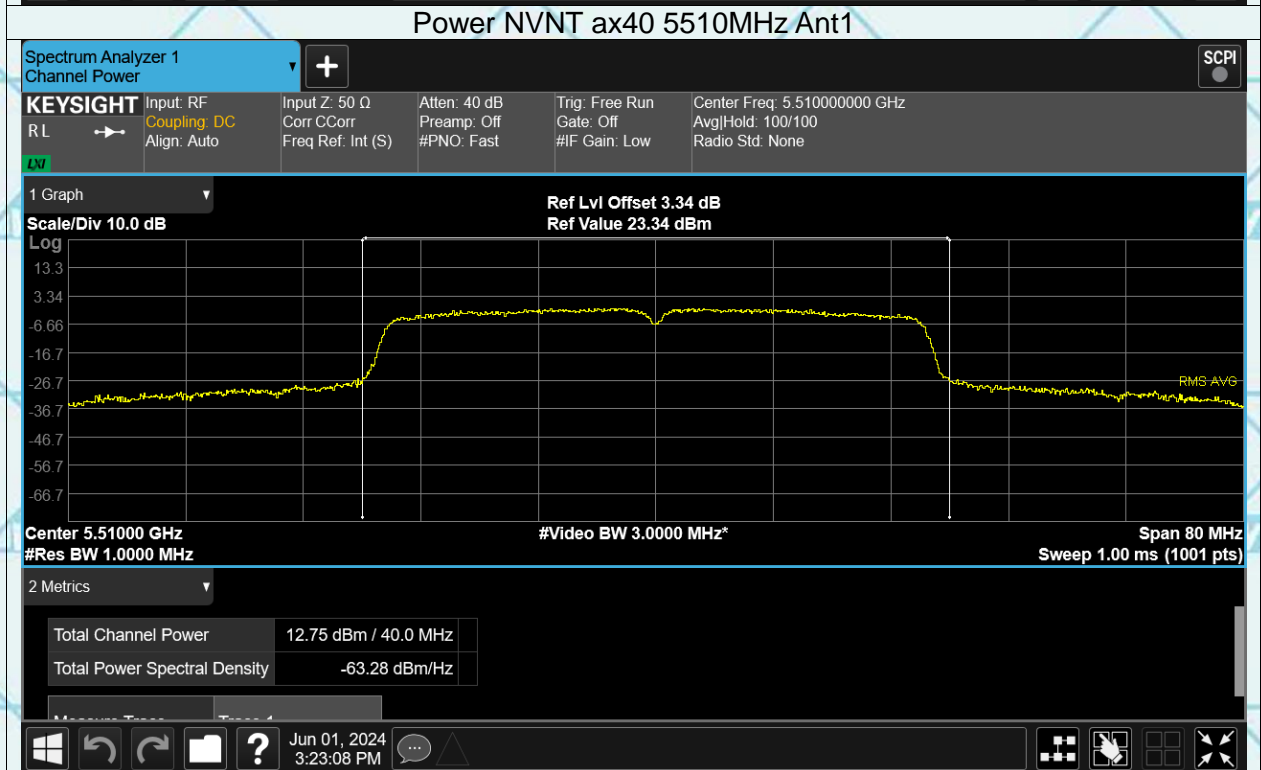 Power NVNT ax40 5510MHz Ant1
Spectrum Analyzer 1
Channel Power
SCPI
KEYSIGHT
R L
LXI
Input: RF
Coupling: DC
Align: Auto
Input Z: 50 Ω
Corr CCorr
Freq Ref: Int (S)
Atten: 40 dB
Preamp: Off
#PNO: Fast
Trig: Free Run
Gate: Off
#IF Gain: Low
Center Freq: 5.510000000 GHz
Avg|Hold: 100/100
Radio Std: None
1 Graph
Scale/Div 10.0 dB
Ref Lvl Offset 3.34 dB
Ref Value 23.34 dBm
Log
13.3
3.34
-6.66
-16.7
-26.7
RMS AVG
-36.7
-46.7
-56.7
-66.7
Center 5.51000 GHz
#Video BW 3.0000 MHz*
Span 80 MHz
#Res BW 1.0000 MHz
Sweep 1.00 ms (1001 pts)
2 Metrics
Total Channel Power 12.75 dBm / 40.0 MHz
Total Power Spectral Density -63.28 dBm/Hz
Measure Trace Trace 1
?
Jun 01, 2024
3:23:08 PM